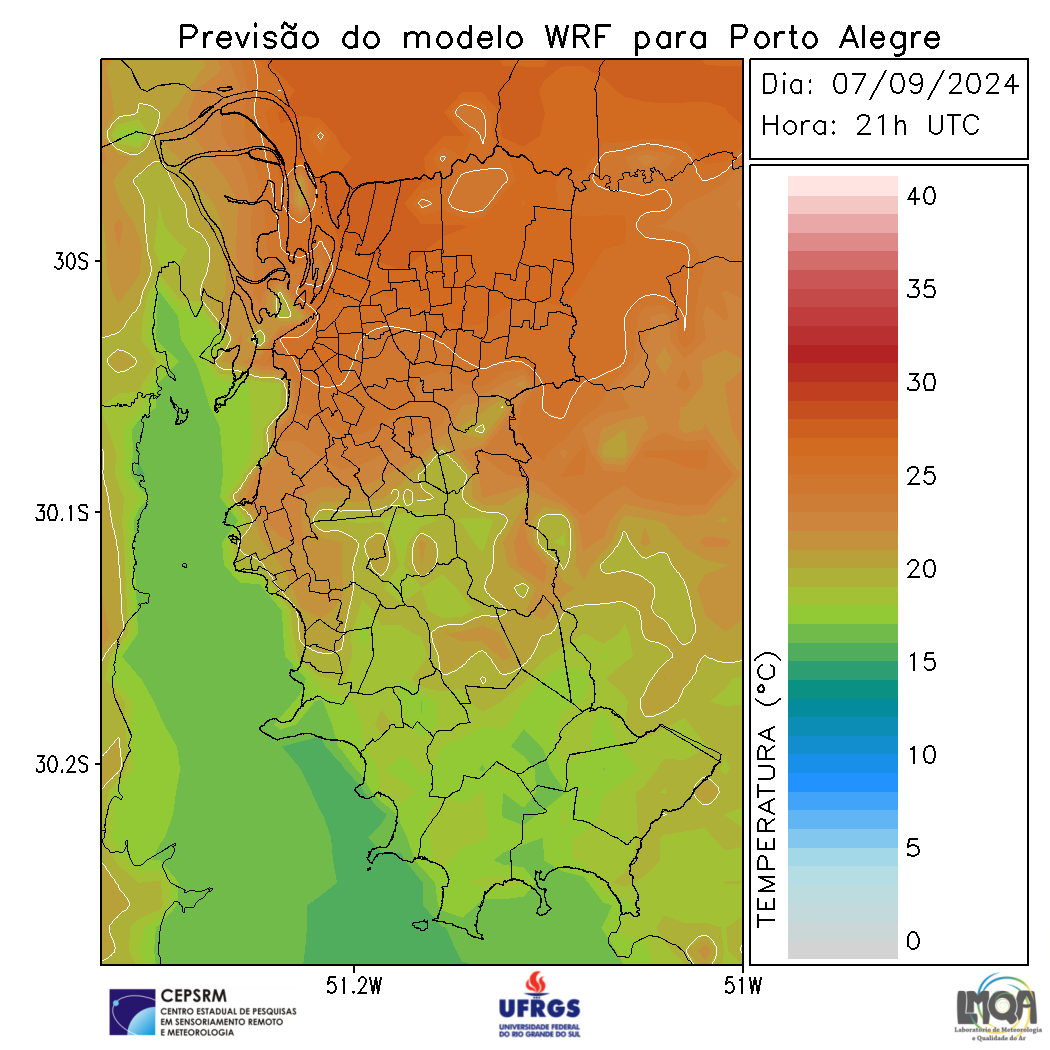 Previsão do modelo WRF para Porto Alegre
Dia: 07/09/2024
Hora: 21h UTC
40
35
30
25
20
15
10
5
0
TEMPERATURA (°C)
30S
30.1S
30.2S
20
51.2W
51W
CEPSRM
CENTRO ESTADUAL DE PESQUISAS
EM SENSORIAMENTO REMOTO
E METEOROLOGIA
UFRGS
UNIVERSIDADE FEDERAL
DO RIO GRANDE DO SUL
LMQA
Laboratório de Meteorologia
e Qualidade do Ar